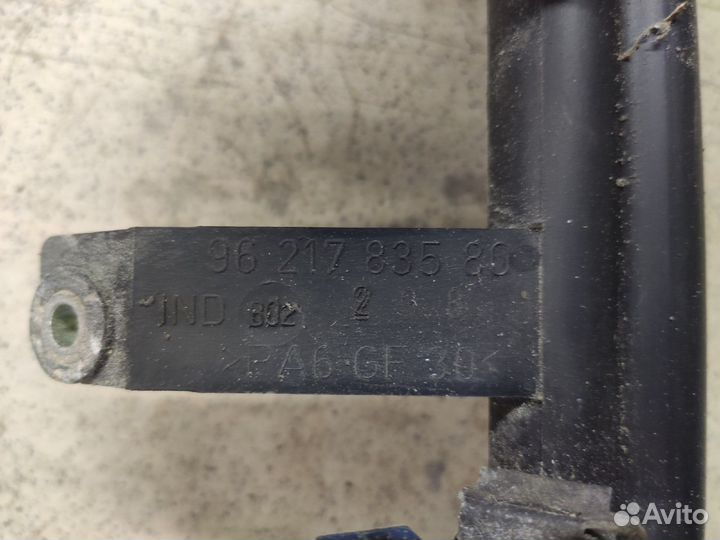 96 217 835 80
IND 302 2
>PA6-GF 30<
Avito